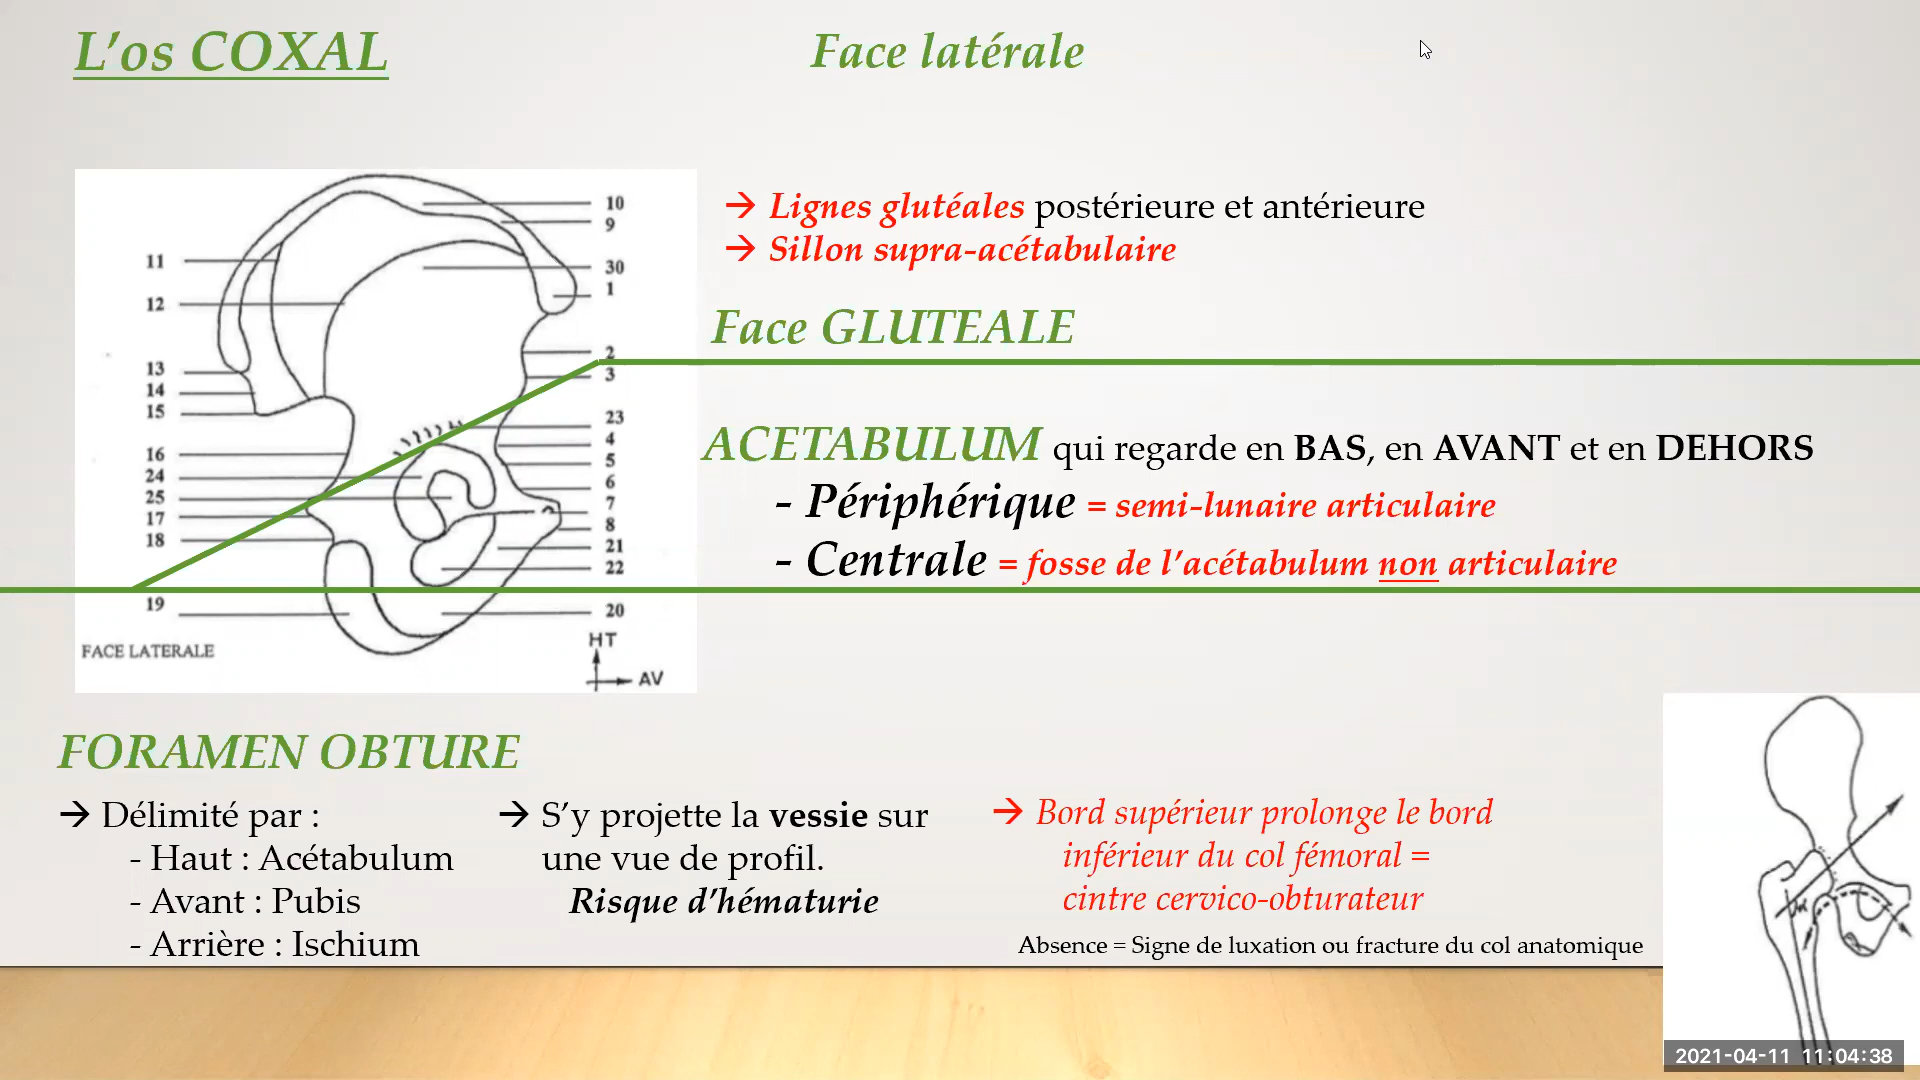 L’os COXAL
Face latérale
10
9
11
30
1
12
2
13
3
14
15
23
4
16
5
24
6
25
7
17
8
18
21
22
19
20
HT
AV
FACE LATERALE
→ Lignes glutéales postérieure et antérieure
→ Sillon supra-acétabulaire
Face GLUTEALE
ACETABULUM qui regarde en BAS, en AVANT et en DEHORS
- Périphérique = semi-lunaire articulaire
- Centrale = fosse de l’acétabulum non articulaire
FORAMEN OBTURE
→ Délimité par :
- Haut : Acétabulum
- Avant : Pubis
- Arrière : Ischium
→ S’y projette la vessie sur
une vue de profil.
Risque d’hématurie
→ Bord supérieur prolonge le bord
inférieur du col fémoral =
cintre cervico-obturateur
Absence = Signe de luxation ou fracture du col anatomique
2021-04-11 11:04:38